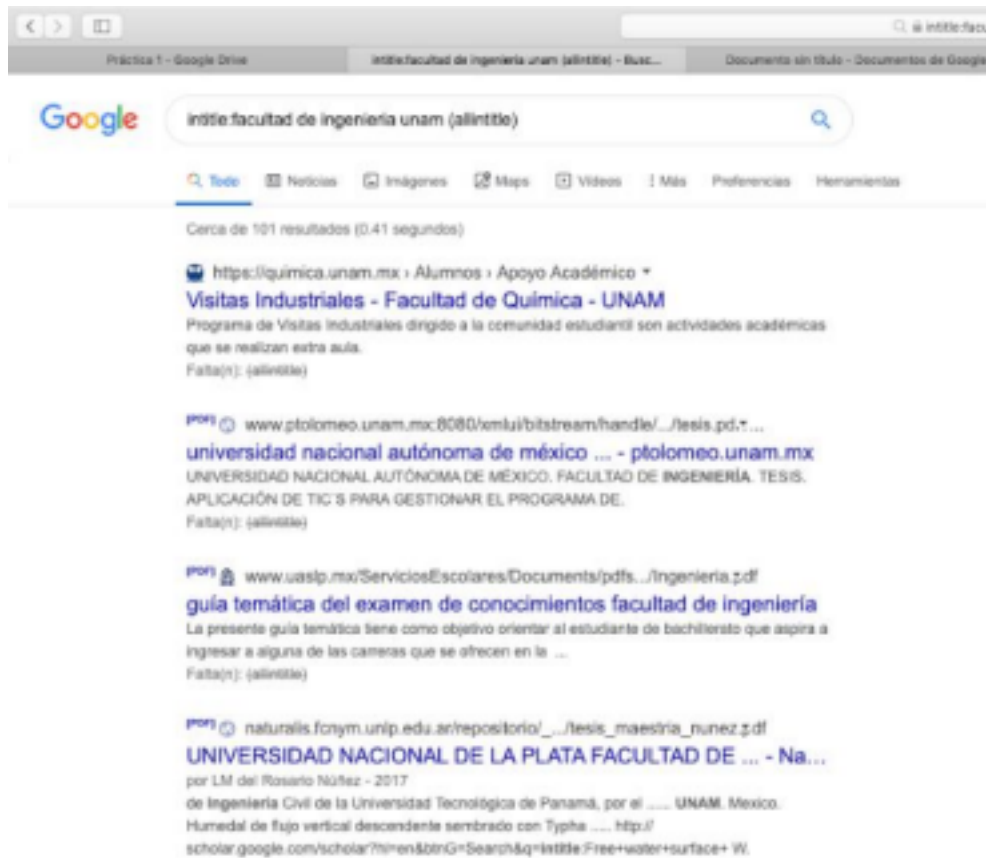 intitle:facu
Práctica 1 - Google Drive
intitle:facultad de ingenieria unam (allintitle) - Busc...
Documento sin título - Documentos de Google
Google
intitle:facultad de ingenieria unam (allintitle)
Todo Noticias Imágenes Maps Vídeos Más Preferencias Herramientas
Cerca de 101 resultados (0.41 segundos)
https://quimica.unam.mx › Alumnos › Apoyo Académico
Visitas Industriales - Facultad de Química - UNAM
Programa de Visitas Industriales dirigido a la comunidad estudiantil son actividades académicas
que se realizan extra aula.
Falta(n): (allintitle)
[PDF] www.ptolomeo.unam.mx:8080/xmlui/bitstream/handle/.../tesis.pd...
universidad nacional autónoma de méxico ... - ptolomeo.unam.mx
UNIVERSIDAD NACIONAL AUTÓNOMA DE MÉXICO. FACULTAD DE INGENIERÍA. TESIS.
APLICACIÓN DE TIC'S PARA GESTIONAR EL PROGRAMA DE.
Falta(n): (allintitle)
[PDF] www.uaslp.mx/ServiciosEscolares/Documents/pdfs.../Ingenieria.pdf
guía temática del examen de conocimientos facultad de ingeniería
La presente guía temática tiene como objetivo orientar al estudiante de bachillerato que aspira a
ingresar a alguna de las carreras que se ofrecen en la ...
Falta(n): (allintitle)
[PDF] naturalis.fcnym.unlp.edu.ar/repositorio/_.../tesis_maestria_nunez.pdf
UNIVERSIDAD NACIONAL DE LA PLATA FACULTAD DE ... - Na...
por LM del Rosario Núñez - 2017
de Ingeniería Civil de la Universidad Tecnológica de Panamá, por el ...... UNAM. Mexico.
Humedal de flujo vertical descendente sembrado con Typha ..... http://
scholar.google.com/scholar?hl=en&btnG=Search&q=intitle:Free+water+surface+ W.